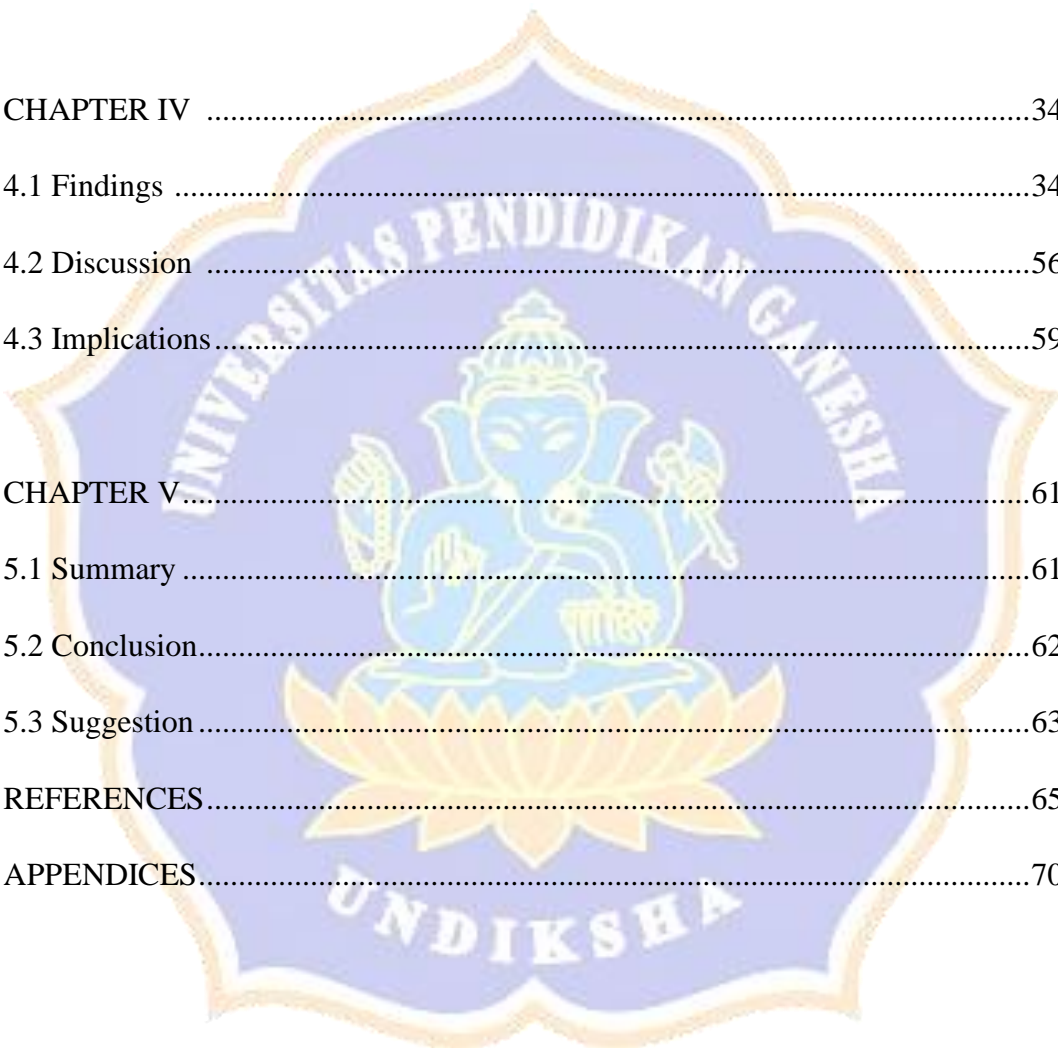 CHAPTER IV ....................................................................................................34
4.1 Findings ....................................................................................................34
4.2 Discussion ....................................................................................................56
4.3 Implications....................................................................................................59
CHAPTER V....................................................................................................61
5.1 Summary ....................................................................................................61
5.2 Conclusion....................................................................................................62
5.3 Suggestion ....................................................................................................63
REFERENCES....................................................................................................65
APPENDICES....................................................................................................70
UNIVERSITAS PENDIDIKAN GANESHA
UNDIKSHA